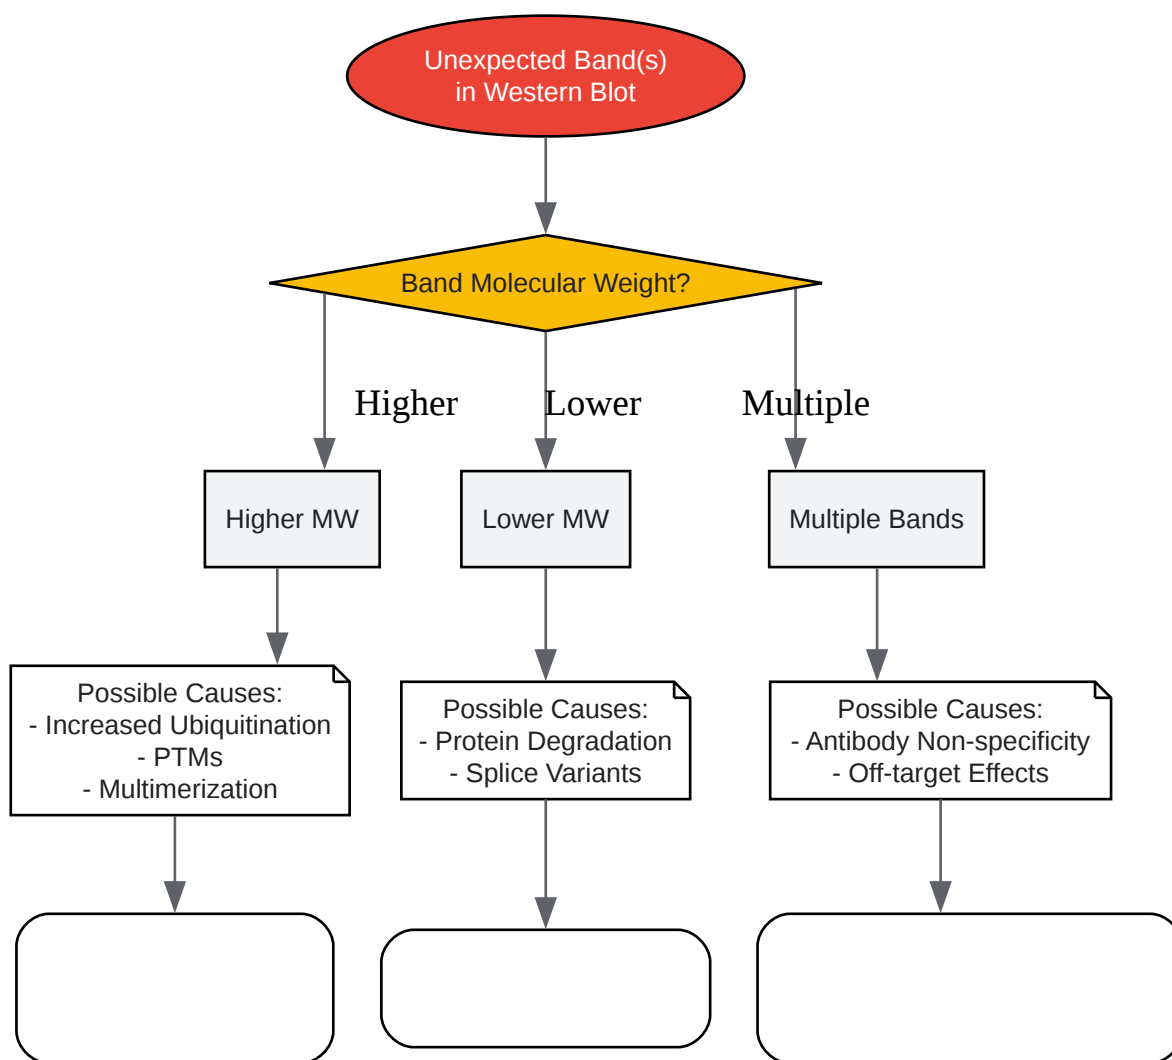 Unexpected Band(s)
in Western Blot
Band Molecular Weight?
Higher
Lower
Multiple
Higher MW
Lower MW
Multiple Bands
Possible Causes:
- Increased Ubiquitination
- PTMs
- Multimerization
Possible Causes:
- Protein Degradation
- Splice Variants
Possible Causes:
- Antibody Non-specificity
- Off-target Effects